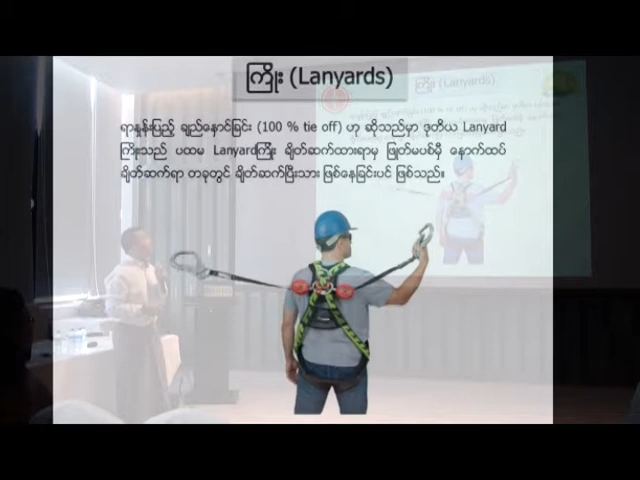 ကြိုး (Lanyards)
ရာနှုန်းပြည့် ချည်နှောင်ခြင်း (100 % tie off) ဟု ဆိုသည်မှာ ဒုတိယ Lanyard
ကြိုးသည် ပထမ Lanyardကြိုး ချိတ်ဆက်ထားရာမှ ဖြုတ်မပစ်မှီ နောက်ထပ်
ချိတ်ဆက်ရာ တခုတွင် ချိတ်ဆက်ပြီးသား ဖြစ်နေခြင်းပင် ဖြစ်သည်။
ကြိုး (Lanyards)